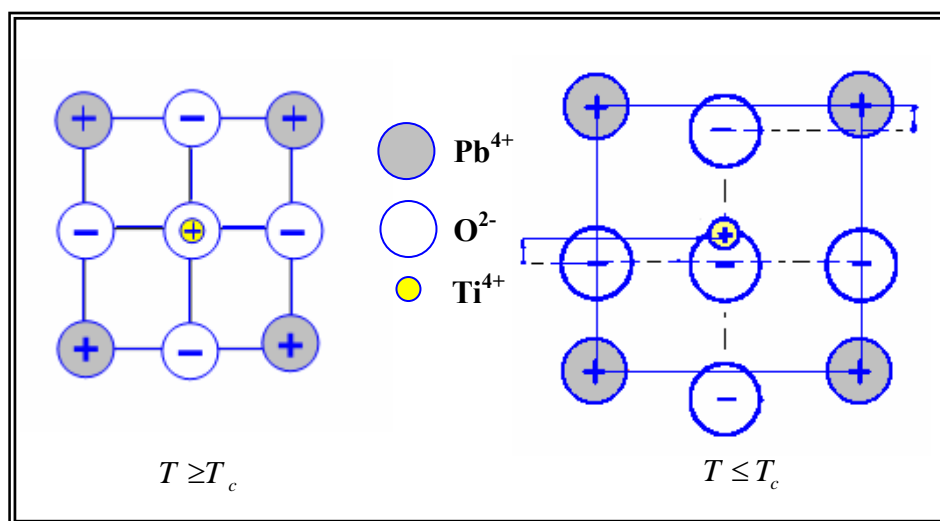 Pb4+
O2-
Ti4+
T ≥Tc
T ≤ Tc